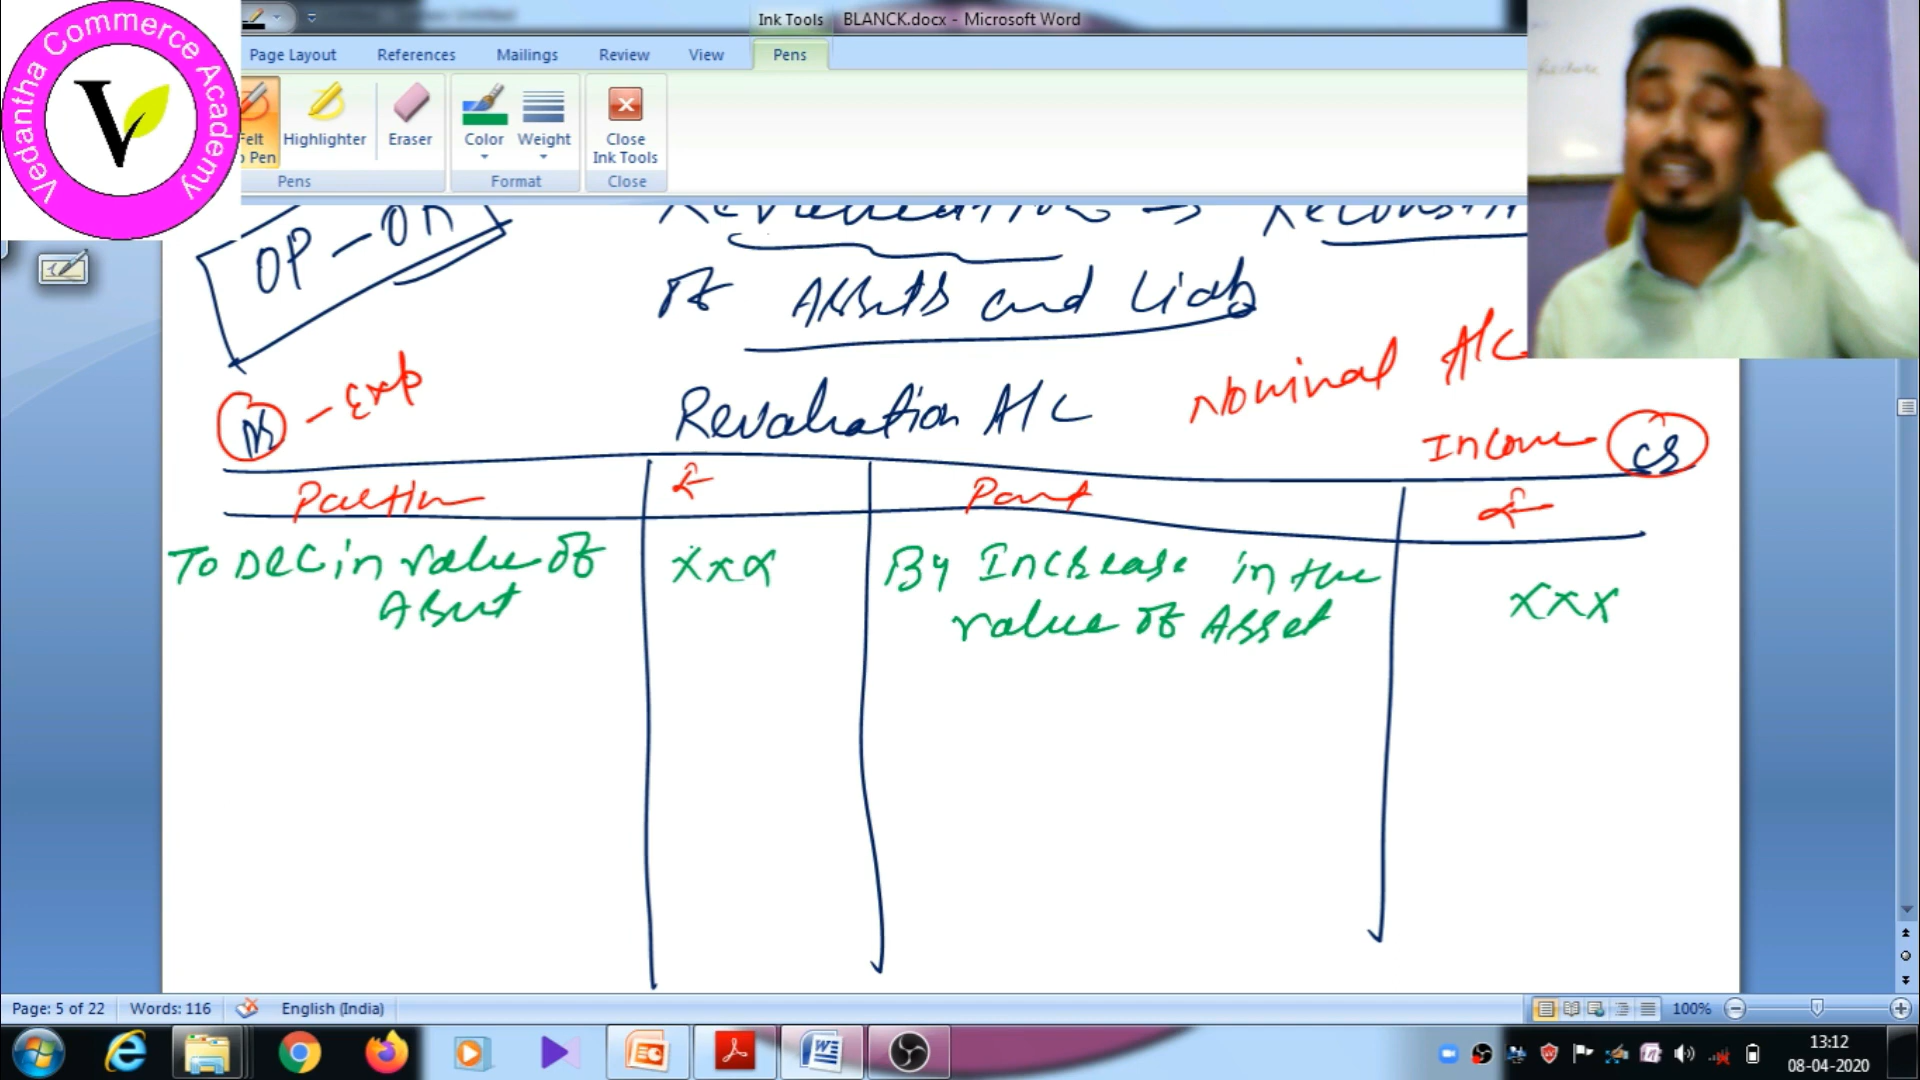 Vedantha Commerce Academy
V
Ink Tools
BLANCK.docx - Microsoft Word
Page Layout
References
Mailings
Review
View
Pens
Felt
Pen
Highlighter
Eraser
Color
Weight
Close
Ink Tools
Pens
Format
Close
OP - OR
of Assets and Liab
Dr - Exp
Revaluation A/c
Nominal A/c
Income Cr
To Dec in value of
Asset
xxx
By Increase in the
value of Asset
xxx
Page: 5 of 22
Words: 116
English (India)
100%
13:12
08-04-2020